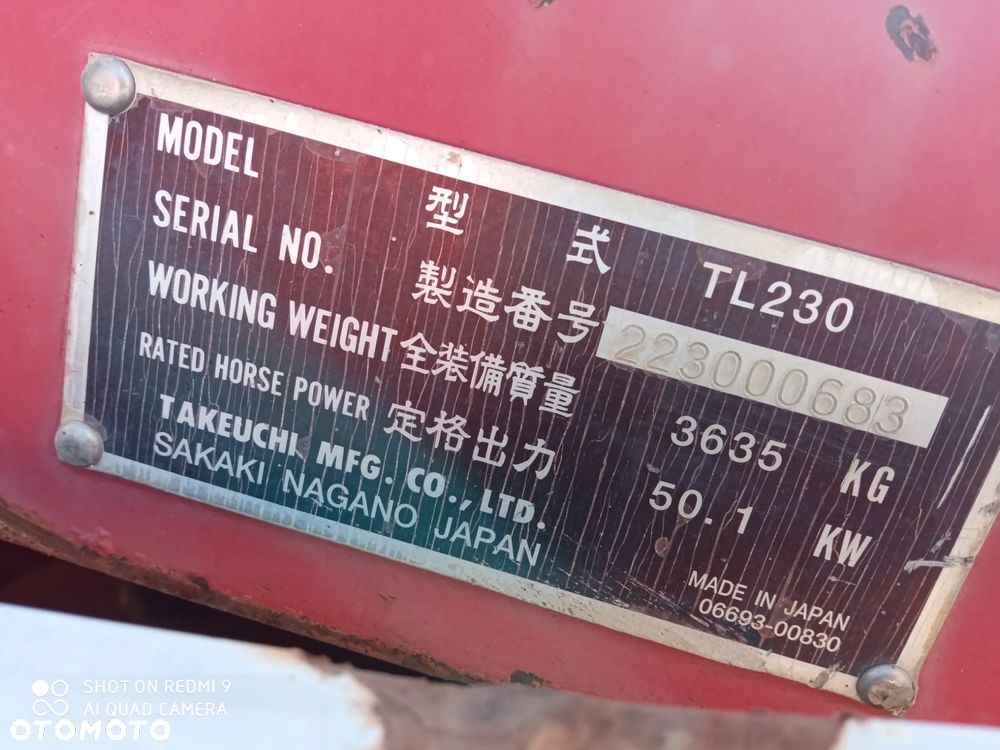 MODEL 型 式 TL230
SERIAL NO. 製造番号 223000683
WORKING WEIGHT 全装備質量 3635 KG
RATED HORSE POWER 定格出力 50.1 KW
TAKEUCHI MFG. CO., LTD.
SAKAKI NAGANO JAPAN
MADE IN JAPAN
06693-00830
SHOT ON REDMI 9
AI QUAD CAMERA
OTOMOTO